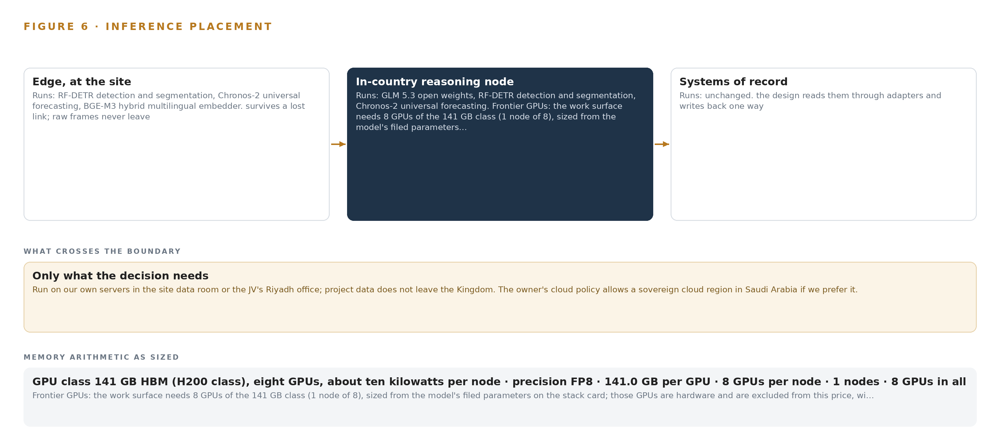 FIGURE 6 · INFERENCE PLACEMENT
Edge, at the site
Runs: RF-DETR detection and segmentation, Chronos-2 universal
forecasting, BGE-M3 hybrid multilingual embedder. survives a lost
link; raw frames never leave
In-country reasoning node
Runs: GLM 5.3 open weights, RF-DETR detection and segmentation,
Chronos-2 universal forecasting. Frontier GPUs: the work surface
needs 8 GPUs of the 141 GB class (1 node of 8), sized from the
model's filed parameters…
Systems of record
Runs: unchanged. the design reads them through adapters and
writes back one way
WHAT CROSSES THE BOUNDARY
Only what the decision needs
Run on our own servers in the site data room or the JV's Riyadh office; project data does not leave the Kingdom. The owner's cloud policy allows a sovereign cloud region in Saudi Arabia if we prefer it.
MEMORY ARITHMETIC AS SIZED
GPU class 141 GB HBM (H200 class), eight GPUs, about ten kilowatts per node · precision FP8 · 141.0 GB per GPU · 8 GPUs per node · 1 nodes · 8 GPUs in all
Frontier GPUs: the work surface needs 8 GPUs of the 141 GB class (1 node of 8), sized from the model's filed parameters on the stack card; those GPUs are hardware and are excluded from this price, wi…